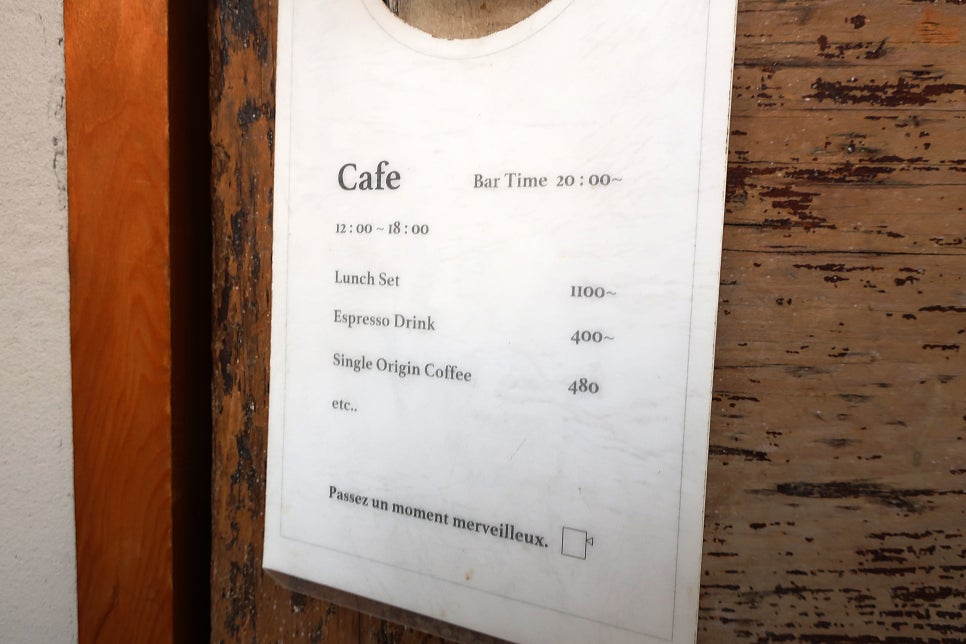 Cafe Bar Time 20 : 00~
12 : 00 ~ 18 : 00
Lunch Set 1100~
Espresso Drink 400~
Single Origin Coffee 480
etc..
Passez un moment merveilleux.